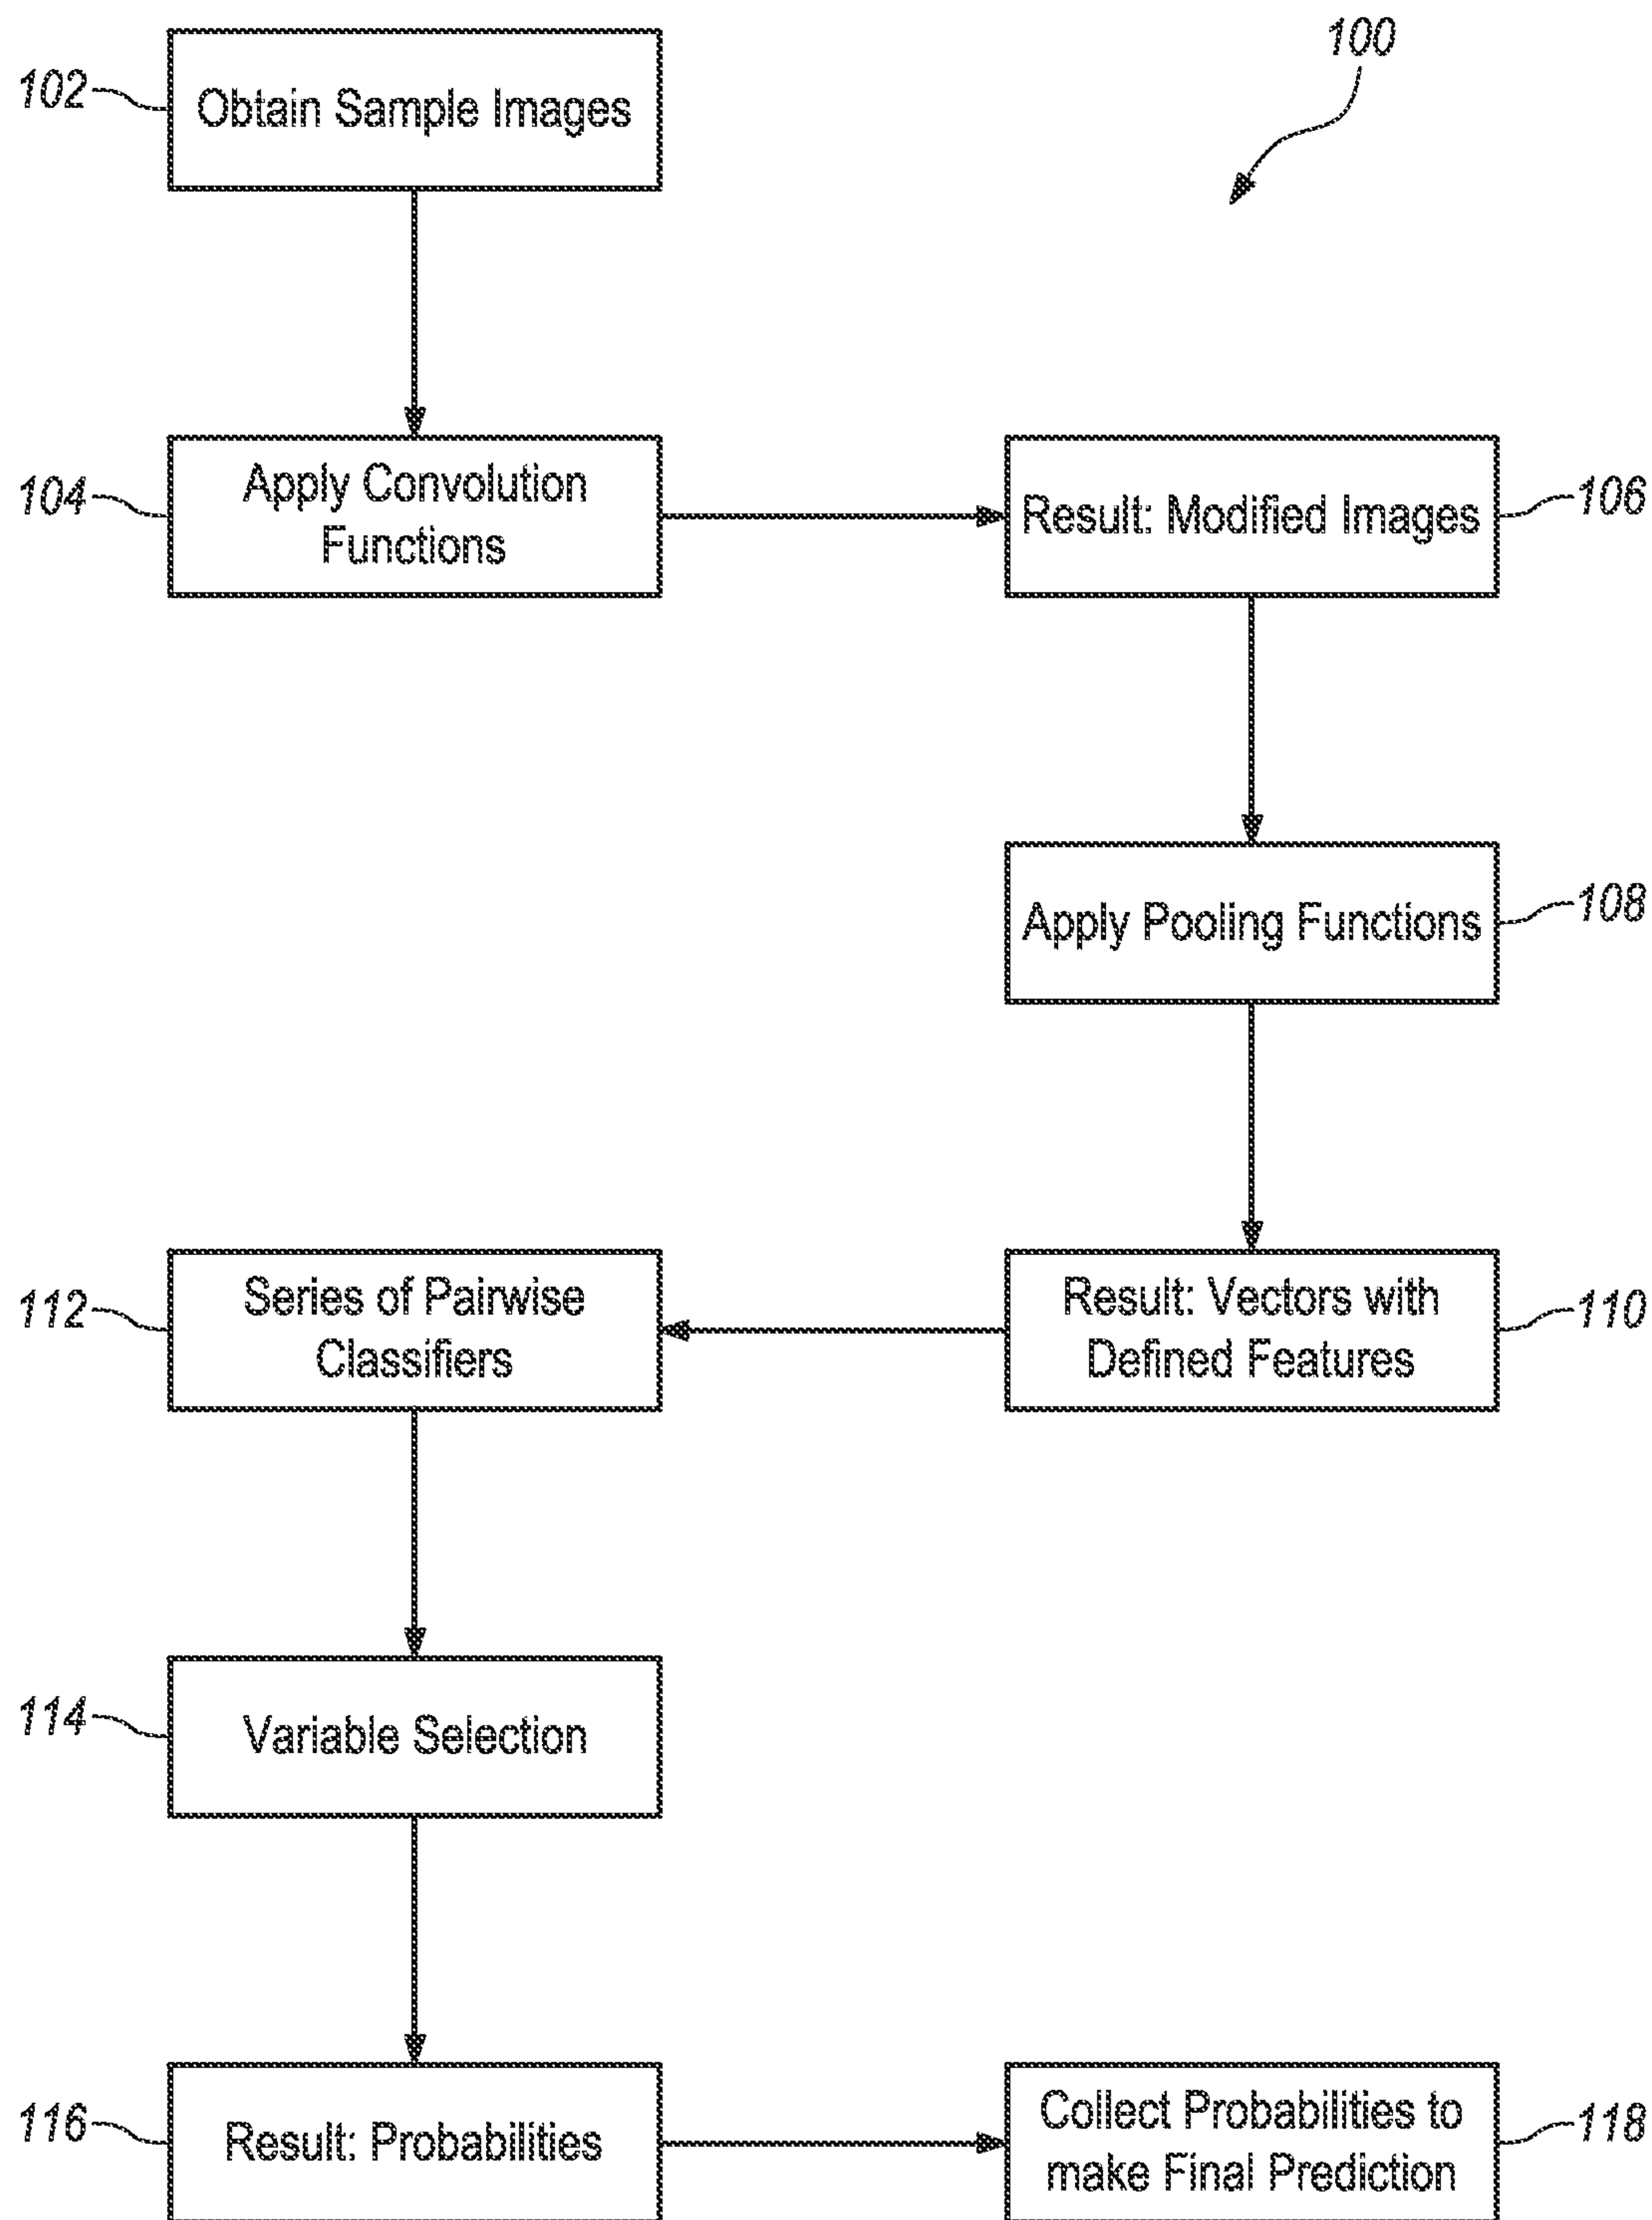 100
102
Obtain Sample Images
104
Apply Convolution
Functions
Result: Modified Images
106
Apply Pooling Functions
108
Result: Vectors with
Defined Features
110
112
Series of Pairwise
Classifiers
114
Variable Selection
116
Result: Probabilities
Collect Probabilities to
make Final Prediction
118